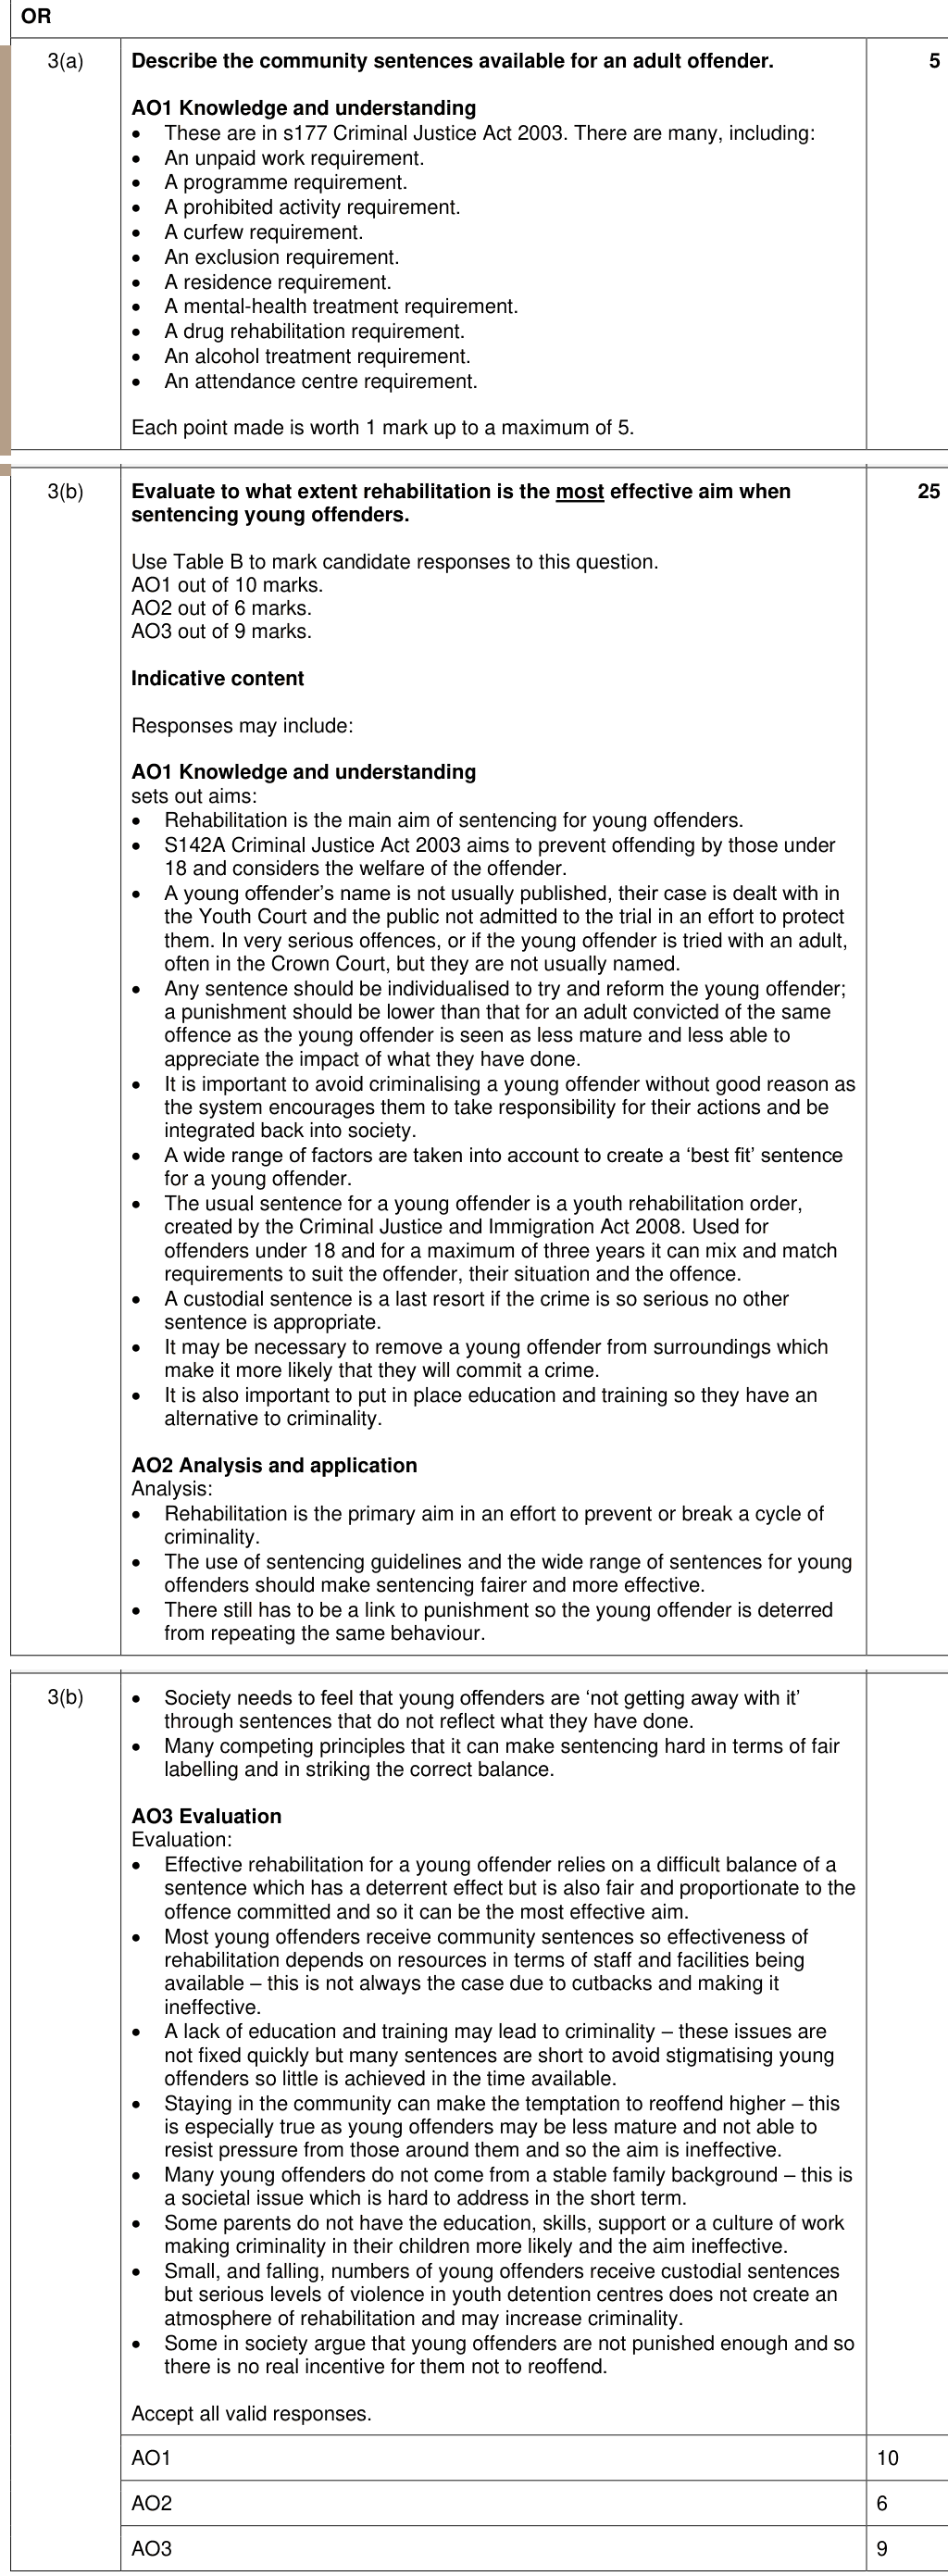 OR
3(a)
Describe the community sentences available for an adult offender.
5
AO1 Knowledge and understanding
• These are in s177 Criminal Justice Act 2003. There are many, including:
• An unpaid work requirement.
• A programme requirement.
• A prohibited activity requirement.
• A curfew requirement.
• An exclusion requirement.
• A residence requirement.
• A mental-health treatment requirement.
• A drug rehabilitation requirement.
• An alcohol treatment requirement.
• An attendance centre requirement.
Each point made is worth 1 mark up to a maximum of 5.
3(b)
Evaluate to what extent rehabilitation is the most effective aim when
25
sentencing young offenders.
Use Table B to mark candidate responses to this question.
AO1 out of 10 marks.
AO2 out of 6 marks.
AO3 out of 9 marks.
Indicative content
Responses may include:
AO1 Knowledge and understanding
sets out aims:
• Rehabilitation is the main aim of sentencing for young offenders.
• S142A Criminal Justice Act 2003 aims to prevent offending by those under
18 and considers the welfare of the offender.
• A young offender’s name is not usually published, their case is dealt with in
the Youth Court and the public not admitted to the trial in an effort to protect
them. In very serious offences, or if the young offender is tried with an adult,
often in the Crown Court, but they are not usually named.
• Any sentence should be individualised to try and reform the young offender;
a punishment should be lower than that for an adult convicted of the same
offence as the young offender is seen as less mature and less able to
appreciate the impact of what they have done.
• It is important to avoid criminalising a young offender without good reason as
the system encourages them to take responsibility for their actions and be
integrated back into society.
• A wide range of factors are taken into account to create a ‘best fit’ sentence
for a young offender.
• The usual sentence for a young offender is a youth rehabilitation order,
created by the Criminal Justice and Immigration Act 2008. Used for
offenders under 18 and for a maximum of three years it can mix and match
requirements to suit the offender, their situation and the offence.
• A custodial sentence is a last resort if the crime is so serious no other
sentence is appropriate.
• It may be necessary to remove a young offender from surroundings which
make it more likely that they will commit a crime.
• It is also important to put in place education and training so they have an
alternative to criminality.
AO2 Analysis and application
Analysis:
• Rehabilitation is the primary aim in an effort to prevent or break a cycle of
criminality.
• The use of sentencing guidelines and the wide range of sentences for young
offenders should make sentencing fairer and more effective.
• There still has to be a link to punishment so the young offender is deterred
from repeating the same behaviour.
3(b)
• Society needs to feel that young offenders are ‘not getting away with it’
through sentences that do not reflect what they have done.
• Many competing principles that it can make sentencing hard in terms of fair
labelling and in striking the correct balance.
AO3 Evaluation
Evaluation:
• Effective rehabilitation for a young offender relies on a difficult balance of a
sentence which has a deterrent effect but is also fair and proportionate to the
offence committed and so it can be the most effective aim.
• Most young offenders receive community sentences so effectiveness of
rehabilitation depends on resources in terms of staff and facilities being
available – this is not always the case due to cutbacks and making it
ineffective.
• A lack of education and training may lead to criminality – these issues are
not fixed quickly but many sentences are short to avoid stigmatising young
offenders so little is achieved in the time available.
• Staying in the community can make the temptation to reoffend higher – this
is especially true as young offenders may be less mature and not able to
resist pressure from those around them and so the aim is ineffective.
• Many young offenders do not come from a stable family background – this is
a societal issue which is hard to address in the short term.
• Some parents do not have the education, skills, support or a culture of work
making criminality in their children more likely and the aim ineffective.
• Small, and falling, numbers of young offenders receive custodial sentences
but serious levels of violence in youth detention centres does not create an
atmosphere of rehabilitation and may increase criminality.
• Some in society argue that young offenders are not punished enough and so
there is no real incentive for them not to reoffend.
Accept all valid responses.
AO1 10
AO2 6
AO3 9